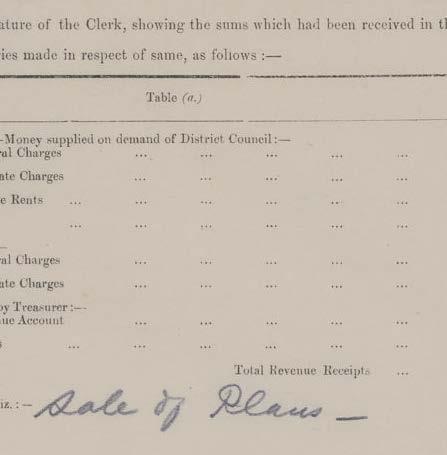 ature of the Clerk, showing the sums which had been received in th
ries made in respect of same, as follows :—
Table (a.)
-Money supplied on demand of District Council :—
ral Charges ... ... ... ... ...
ate Charges ... ... ... ... ...
e Rents ... ... ... ... ... ...
... ... ... ... ... ...
al Charges ... ... ... ... ...
ate Charges ... ... ... ... ...
by Treasurer :—
ue Account ... ... ... ... ...
s ... ... ... ... ... ...
Total Revenue Receipts ...
iz. :— Sale of Plans —